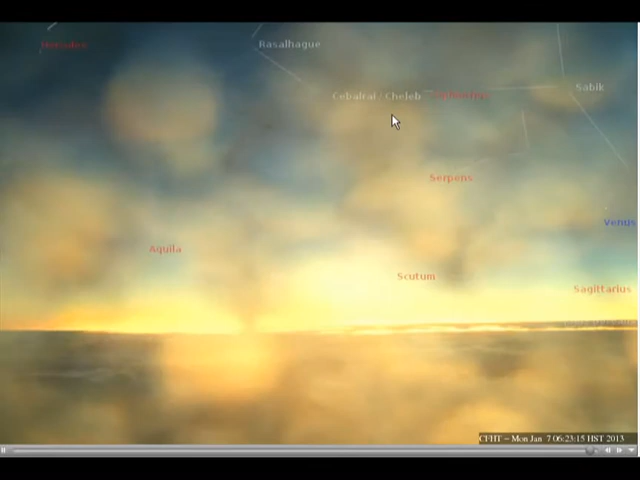 Hercules
Rasalhague
Cebalrai / Cheleb
Sabik
Serpens
Venus
Aquila
Scutum
Sagittarius
CFHT - Mon Jan 7 06:23:15 HST 2013